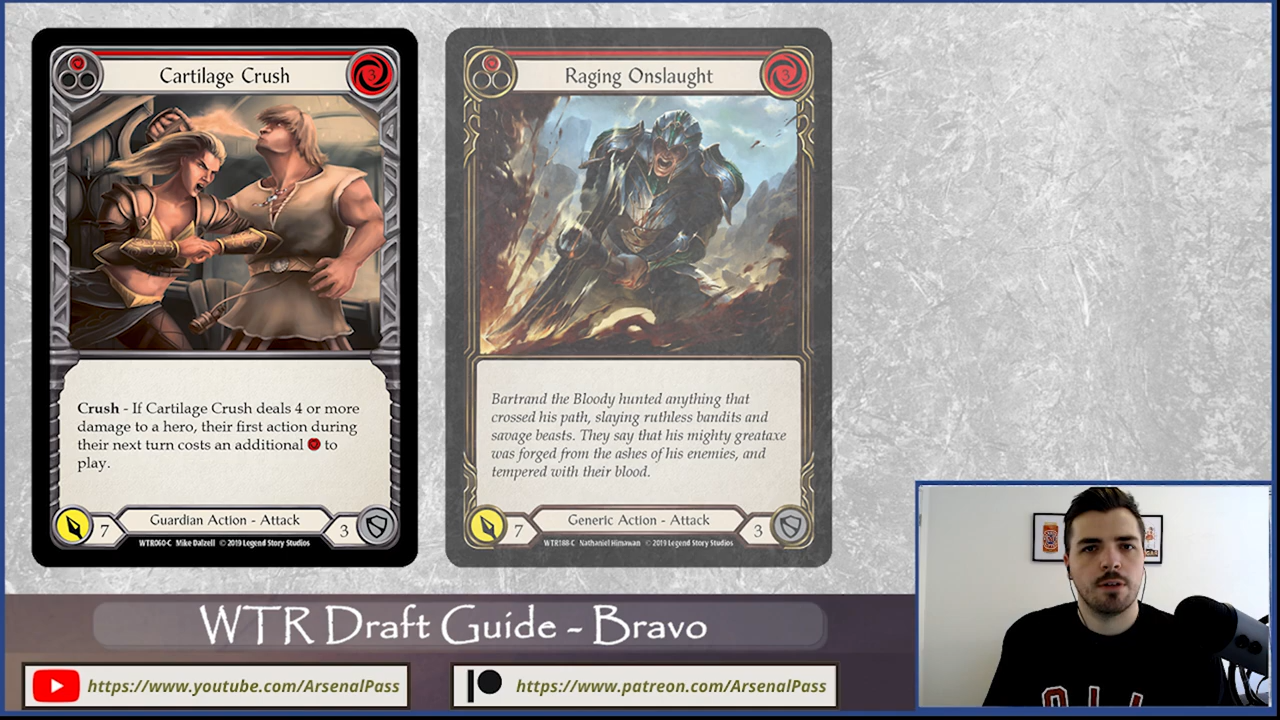 Cartilage Crush
3
Crush - If Cartilage Crush deals 4 or more
damage to a hero, their first action during
their next turn costs an additional to
play.
7
Guardian Action - Attack
3
WTR060-C Mike Dalzell © 2019 Legend Story Studios
Raging Onslaught
3
Bartrand the Bloody hunted anything that
crossed his path, slaying ruthless bandits and
savage beasts. They say that his mighty greataxe
was forged from the ashes of his enemies, and
tempered with their blood.
7
Generic Action - Attack
3
WTR188-C Nathaniel Himawan © 2019 Legend Story Studios
WTR Draft Guide - Bravo
https://www.youtube.com/ArsenalPass
https://www.patreon.com/ArsenalPass